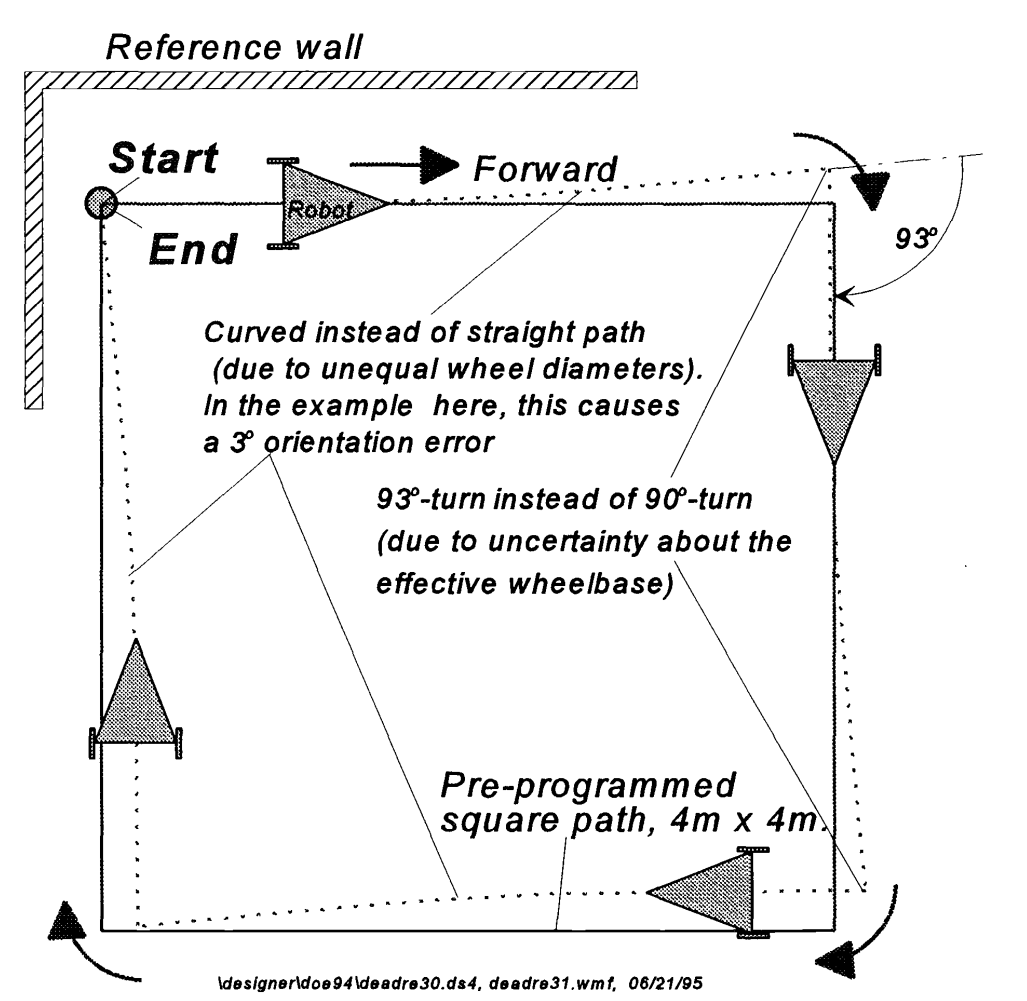 Reference wall
Start
Forward
Robot
End
93°
Curved instead of straight path
(due to unequal wheel diameters).
In the example here, this causes
a 3° orientation error
93°-turn instead of 90°-turn
(due to uncertainty about the
effective wheelbase)
Pre-programmed
square path, 4m x 4m.
\designer\doe94\deadre30.ds4, deadre31.wmf, 06/21/95